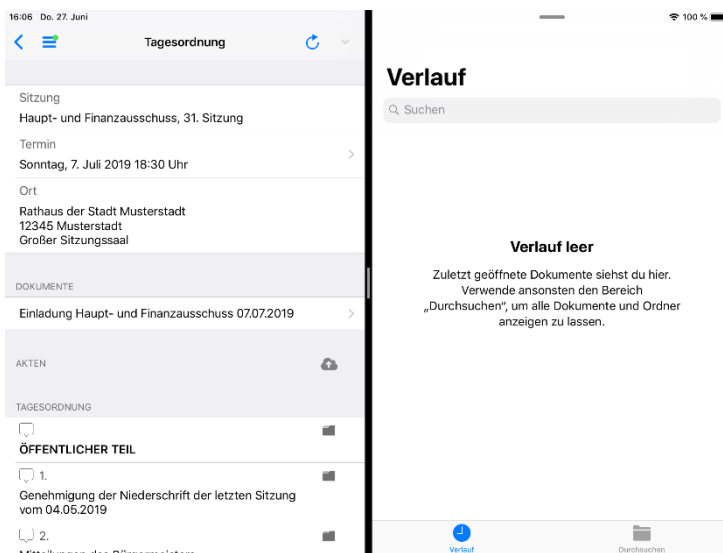 16:06 Do. 27. Juni
100 %
Tagesordnung
Sitzung
Haupt- und Finanzausschuss, 31. Sitzung
Termin
Sonntag, 7. Juli 2019 18:30 Uhr
Ort
Rathaus der Stadt Musterstadt
12345 Musterstadt
Großer Sitzungssaal
DOKUMENTE
Einladung Haupt- und Finanzausschuss 07.07.2019
AKTEN
TAGESORDNUNG
ÖFFENTLICHER TEIL
1.
Genehmigung der Niederschrift der letzten Sitzung
vom 04.05.2019
2.
Mitteilungen des Bürgermeisters
Verlauf
Suchen
Verlauf leer
Zuletzt geöffnete Dokumente siehst du hier.
Verwende ansonsten den Bereich
„Durchsuchen“, um alle Dokumente und Ordner
anzeigen zu lassen.
Verlauf
Durchsuchen